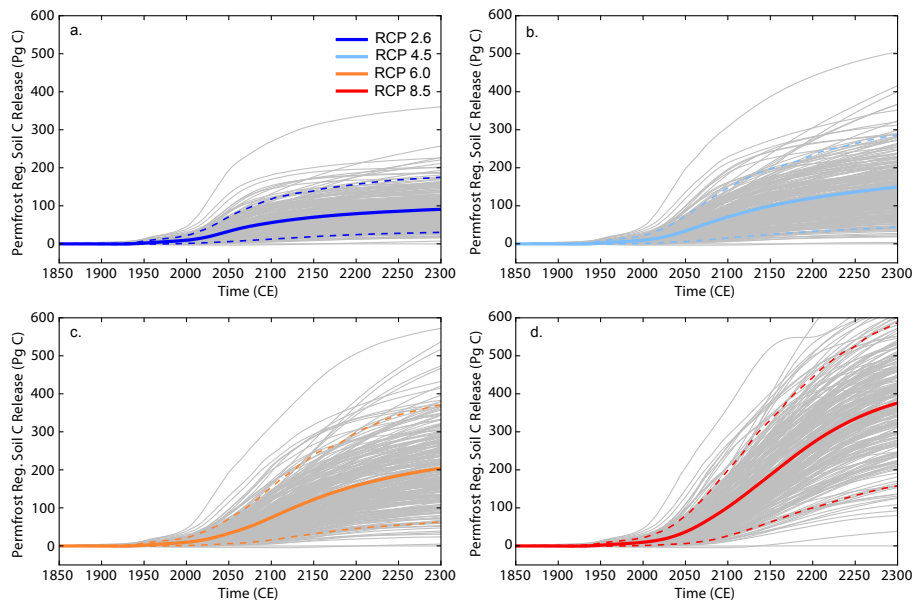 a.
RCP 2.6
RCP 4.5
RCP 6.0
RCP 8.5
600
500
400
300
200
100
0
Permfrost Reg. Soil C Release (Pg C)
1850 1900 1950 2000 2050 2100 2150 2200 2250 2300
Time (CE)
b.
600
500
400
300
200
100
0
Permfrost Reg. Soil C Release (Pg C)
1850 1900 1950 2000 2050 2100 2150 2200 2250 2300
Time (CE)
c.
600
500
400
300
200
100
0
Permfrost Reg. Soil C Release (Pg C)
1850 1900 1950 2000 2050 2100 2150 2200 2250 2300
Time (CE)
d.
600
500
400
300
200
100
0
Permfrost Reg. Soil C Release (Pg C)
1850 1900 1950 2000 2050 2100 2150 2200 2250 2300
Time (CE)